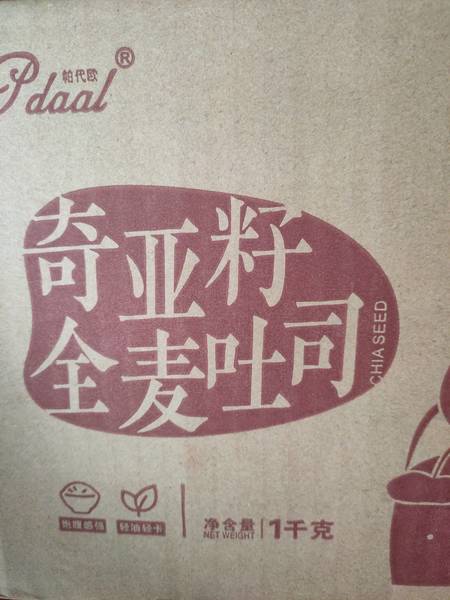 Pdaal®
帕代欧
奇亚籽
全麦吐司
CHIA SEED
饱腹感强
轻油轻卡
净含量
NET WEIGHT
1千克